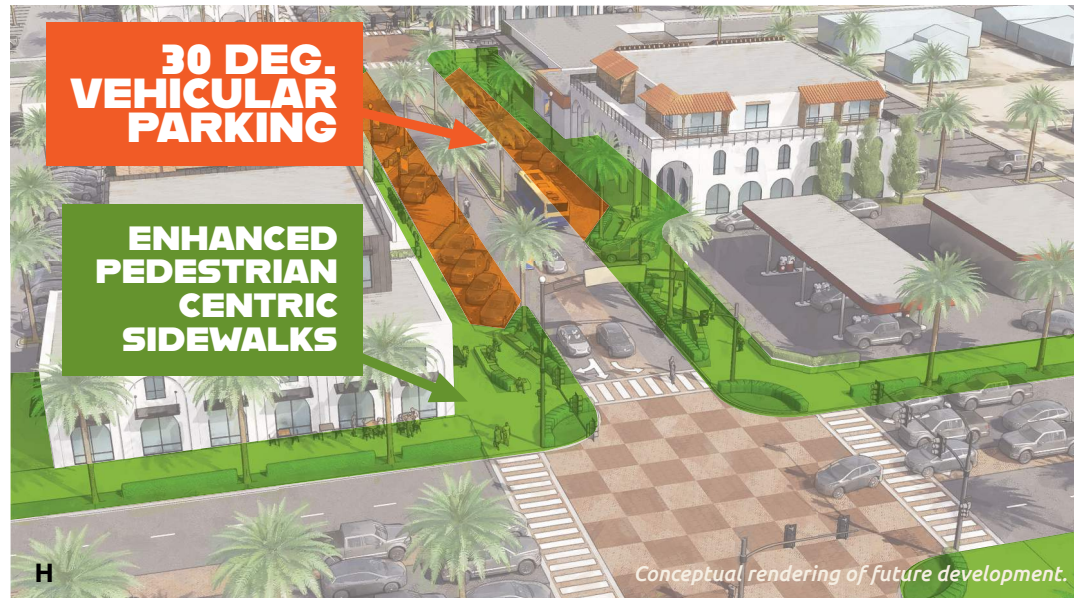 30 DEG.
VEHICULAR
PARKING
ENHANCED
PEDESTRIAN
CENTRIC
SIDEWALKS
H
Conceptual rendering of future development.